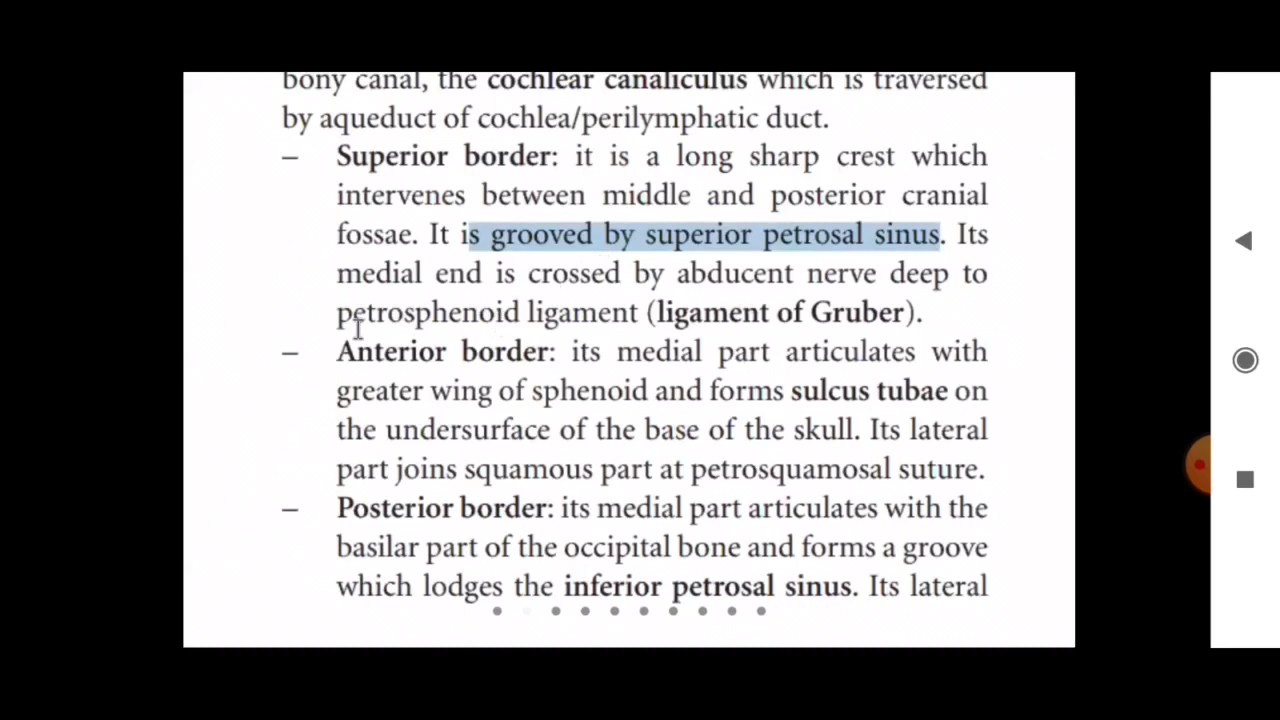 bony canal, the cochlear canaliculus which is traversed
by aqueduct of cochlea/perilymphatic duct.
– Superior border: it is a long sharp crest which
intervenes between middle and posterior cranial
fossae. It is grooved by superior petrosal sinus. Its
medial end is crossed by abducent nerve deep to
petrosphenoid ligament (ligament of Gruber).
– Anterior border: its medial part articulates with
greater wing of sphenoid and forms sulcus tubae on
the undersurface of the base of the skull. Its lateral
part joins squamous part at petrosquamosal suture.
– Posterior border: its medial part articulates with the
basilar part of the occipital bone and forms a groove
which lodges the inferior petrosal sinus. Its lateral